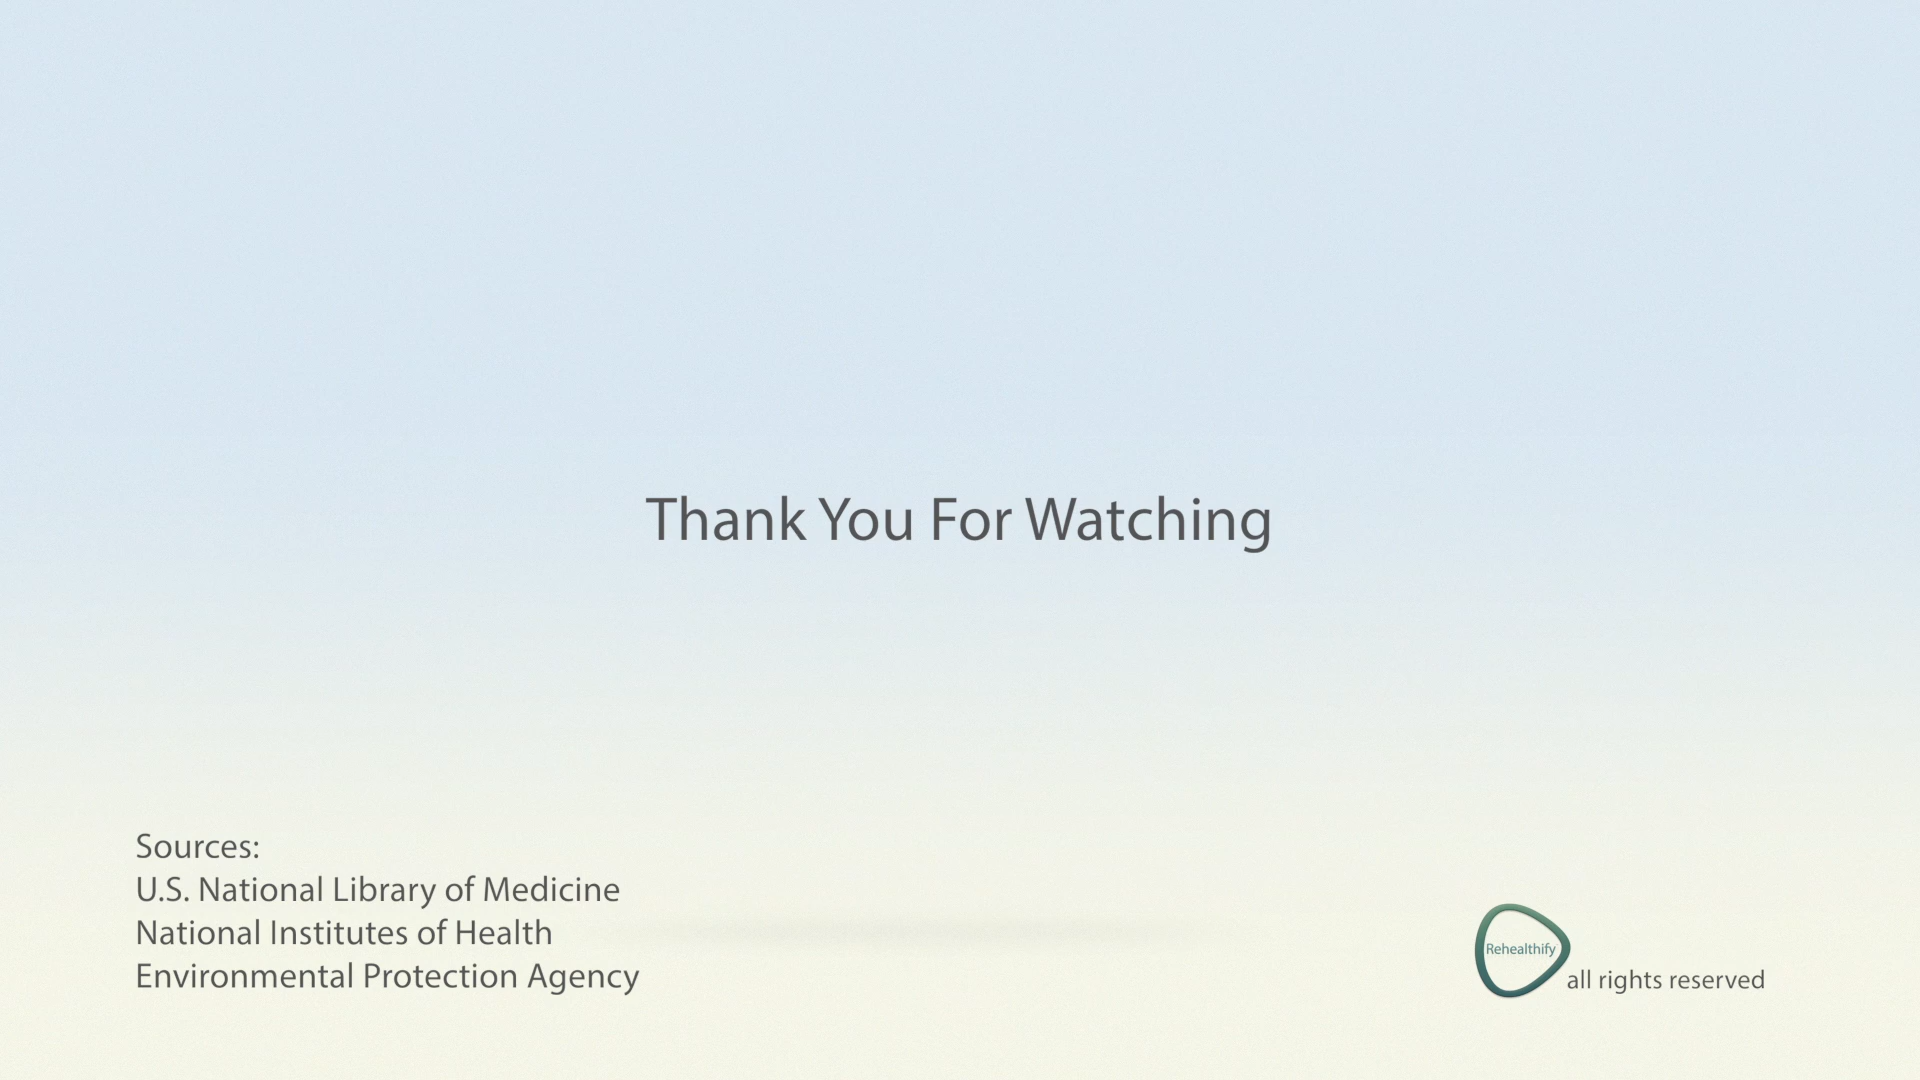 Thank You For Watching
Sources:
U.S. National Library of Medicine
National Institutes of Health
Environmental Protection Agency
Rehealthify
all rights reserved